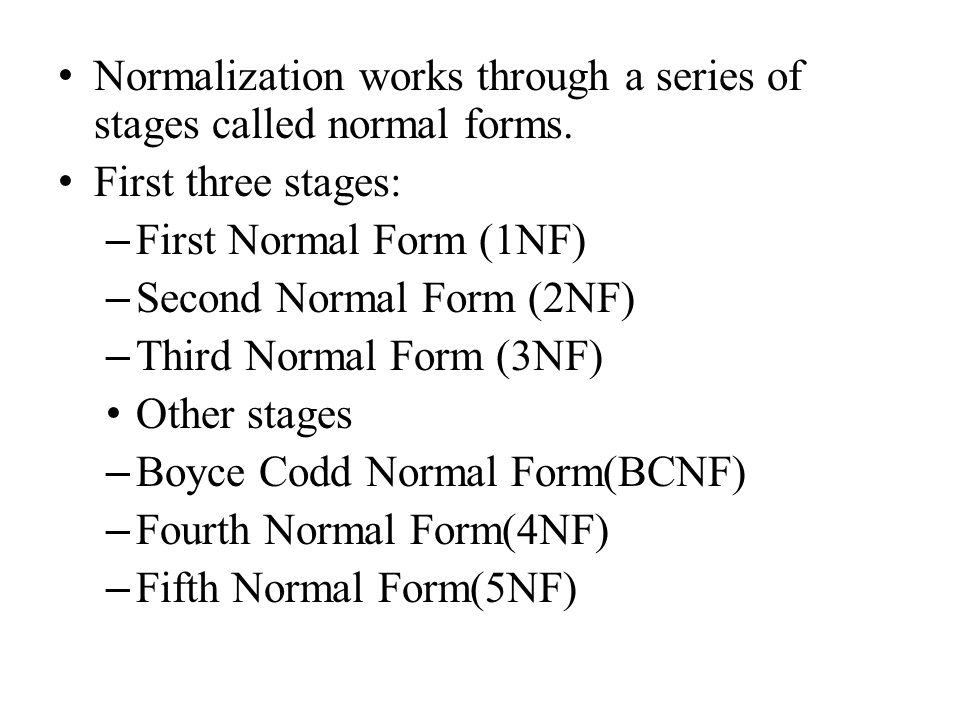 • Normalization works through a series of
stages called normal forms.
• First three stages:
– First Normal Form (1NF)
– Second Normal Form (2NF)
– Third Normal Form (3NF)
• Other stages
– Boyce Codd Normal Form(BCNF)
– Fourth Normal Form(4NF)
– Fifth Normal Form(5NF)